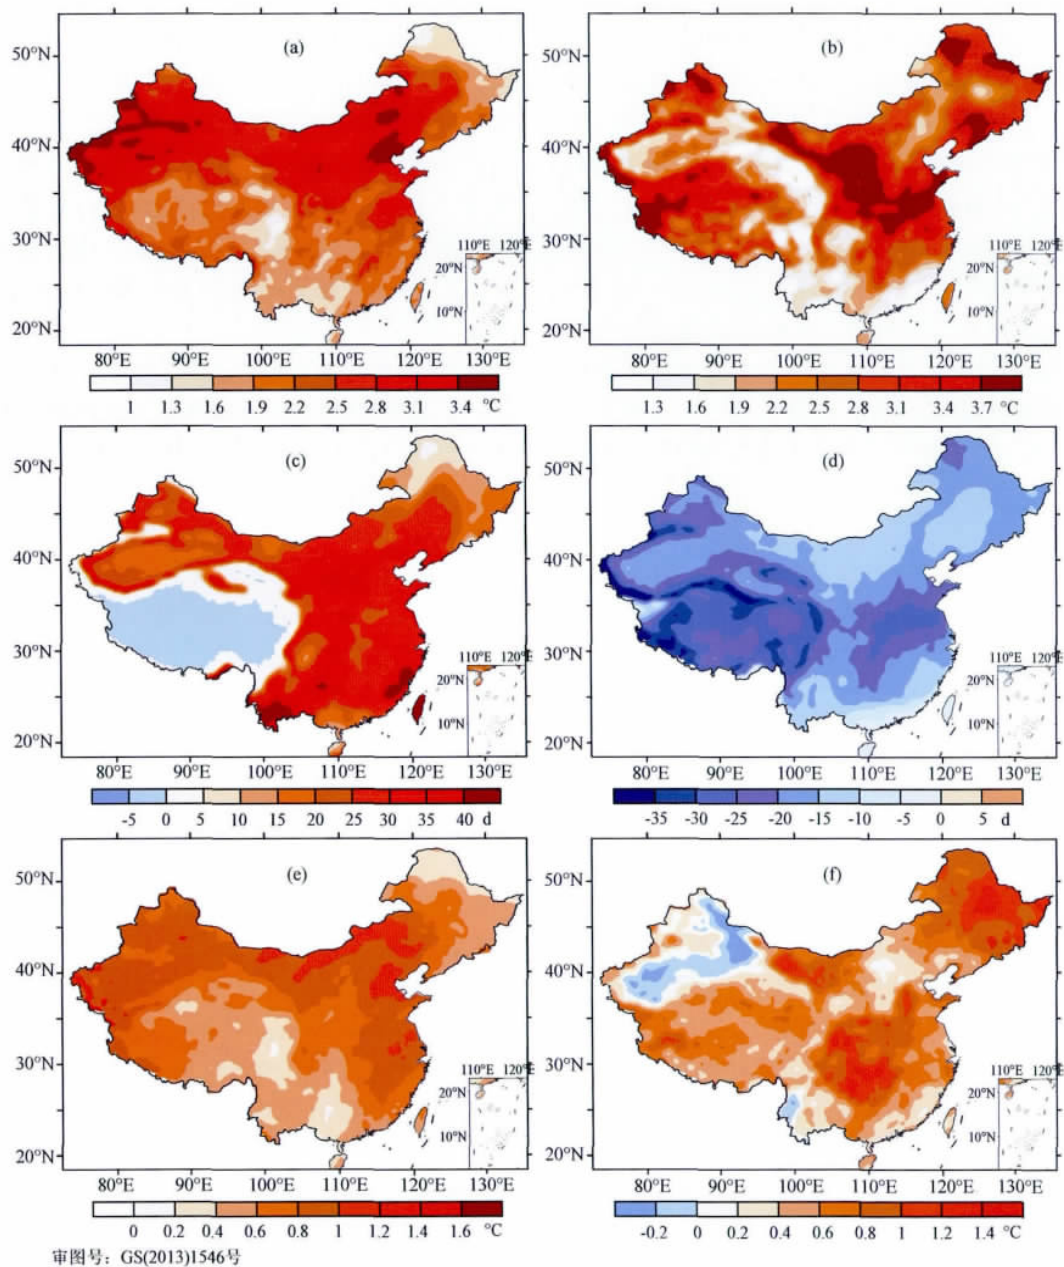 (a) (b)
50°N 50°N
40°N 40°N
30°N 30°N
110°E 120°E 110°E 120°E
20°N 20°N
10°N 10°N
20°N 20°N
80°E 90°E 100°E 110°E 120°E 130°E 80°E 90°E 100°E 110°E 120°E 130°E
1 1.3 1.6 1.9 2.2 2.5 2.8 3.1 3.4 °C 1.3 1.6 1.9 2.2 2.5 2.8 3.1 3.4 3.7 °C
(c) (d)
50°N 50°N
40°N 40°N
30°N 30°N
110°E 120°E 110°E 120°E
20°N 20°N
10°N 10°N
20°N 20°N
80°E 90°E 100°E 110°E 120°E 130°E 80°E 90°E 100°E 110°E 120°E 130°E
-5 0 5 10 15 20 25 30 35 40 d -35 -30 -25 -20 -15 -10 -5 0 5 d
(e) (f)
50°N 50°N
40°N 40°N
30°N 30°N
110°E 120°E 110°E 120°E
20°N 20°N
10°N 10°N
20°N 20°N
80°E 90°E 100°E 110°E 120°E 130°E 80°E 90°E 100°E 110°E 120°E 130°E
0 0.2 0.4 0.6 0.8 1 1.2 1.4 1.6 °C -0.2 0 0.2 0.4 0.6 0.8 1 1.2 1.4 °C
审图号：GS(2013)1546号